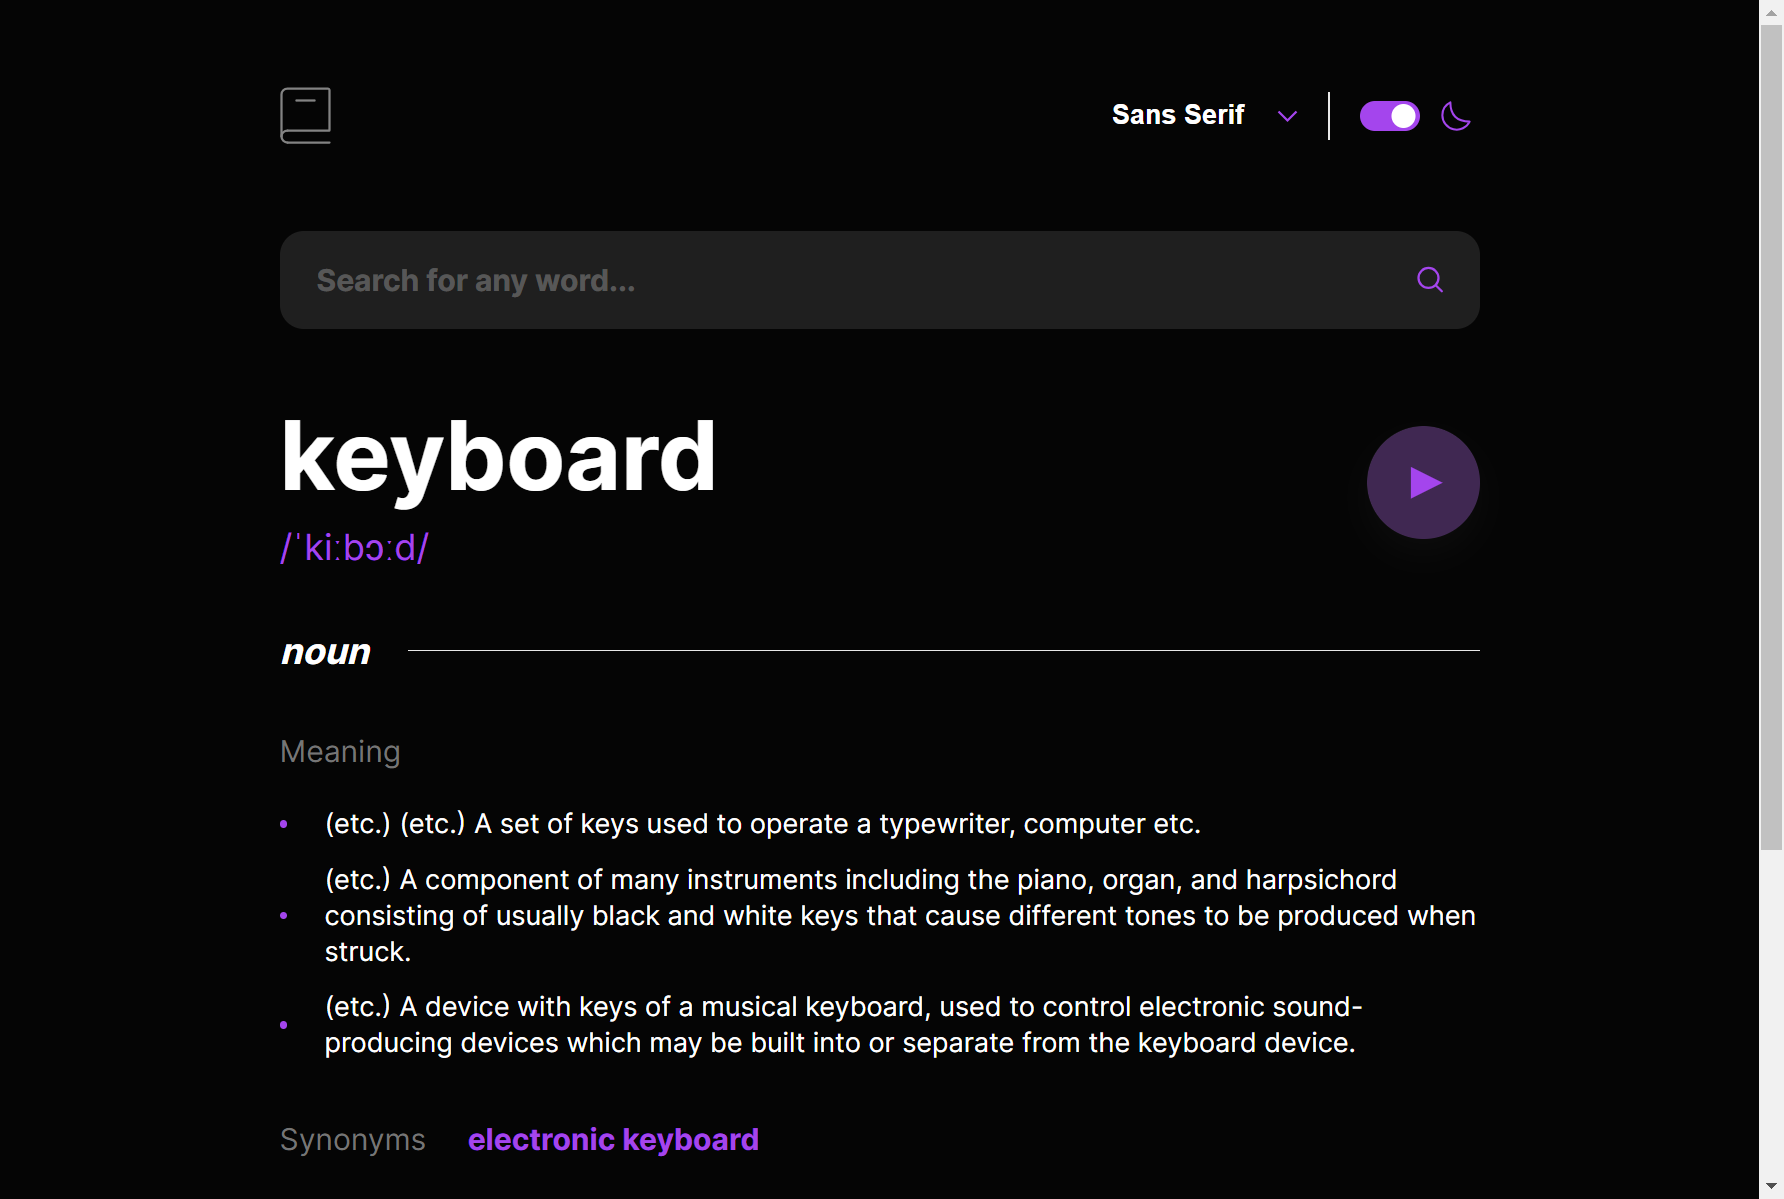 Sans Serif
Search for any word...
keyboard
/ˈkiːbɔːd/
noun
Meaning
(etc.) (etc.) A set of keys used to operate a typewriter, computer etc.
(etc.) A component of many instruments including the piano, organ, and harpsichord
consisting of usually black and white keys that cause different tones to be produced when
struck.
(etc.) A device with keys of a musical keyboard, used to control electronic sound-
producing devices which may be built into or separate from the keyboard device.
Synonyms electronic keyboard